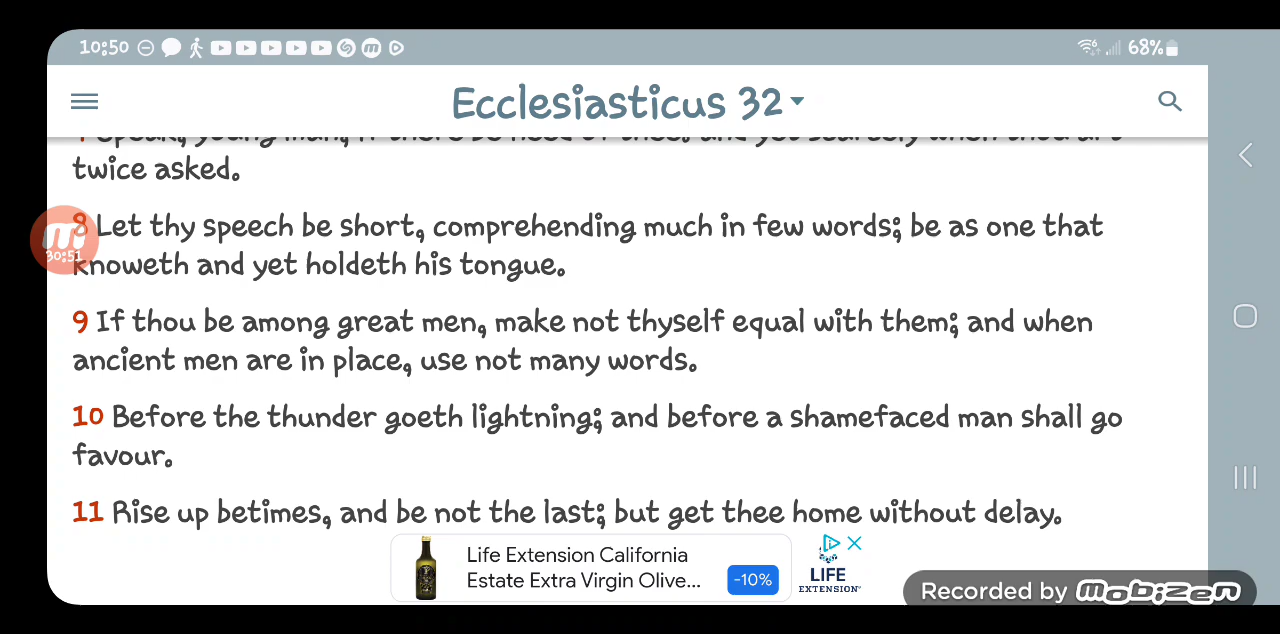 10:50
68%
Ecclesiasticus 32
twice asked.
8 Let thy speech be short, comprehending much in few words; be as one that
knoweth and yet holdeth his tongue.
30:51
9 If thou be among great men, make not thyself equal with them; and when
ancient men are in place, use not many words.
10 Before the thunder goeth lightning; and before a shamefaced man shall go
favour.
11 Rise up betimes, and be not the last; but get thee home without delay.
Life Extension California
Estate Extra Virgin Olive...
-10%
LIFE
EXTENSION
Recorded by mobizen